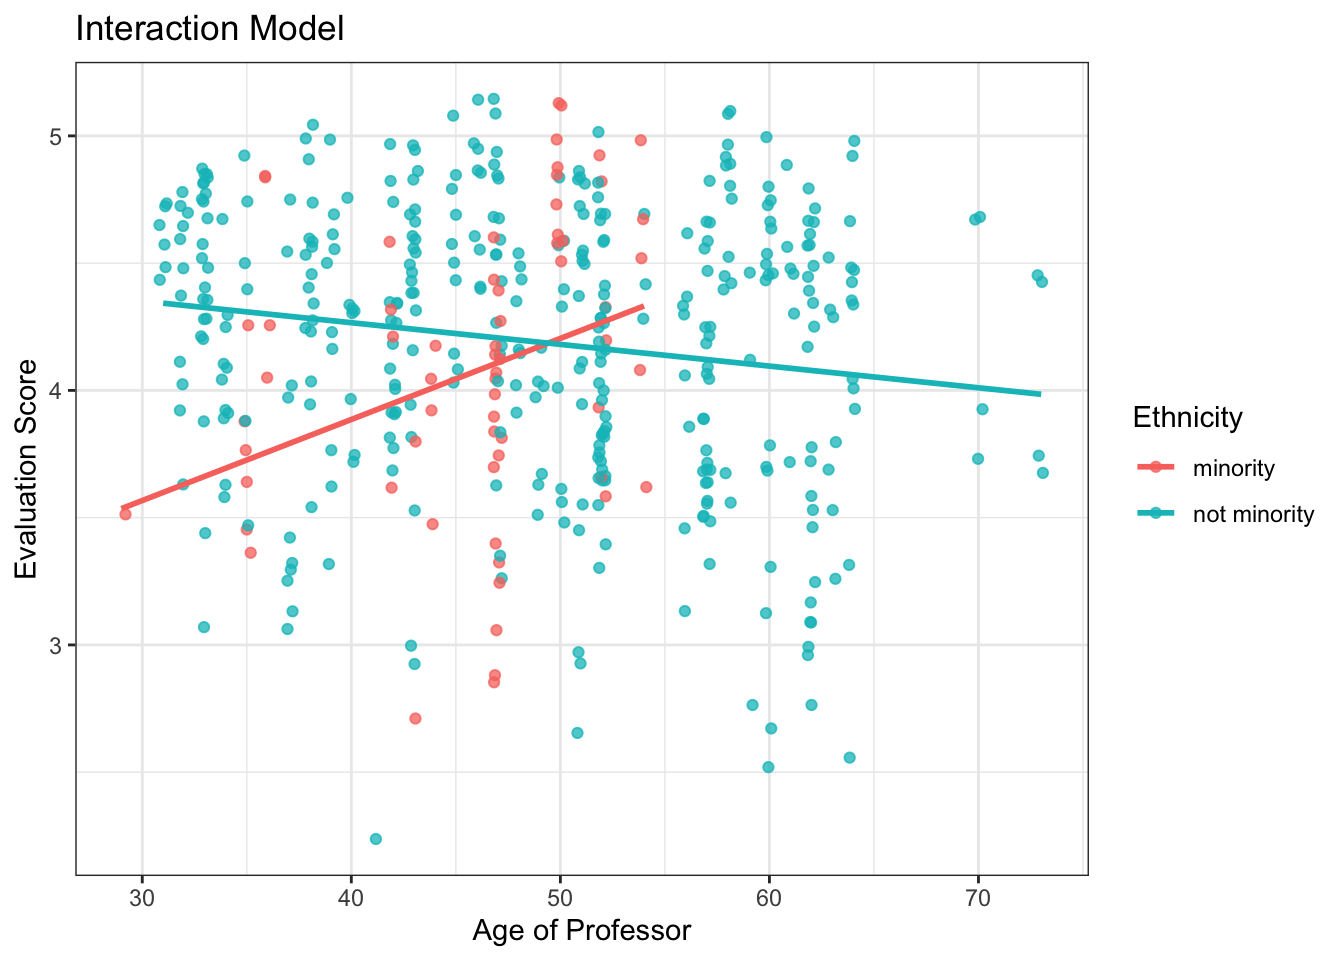 Interaction Model
5
4
3
Evaluation Score
30 40 50 60 70
Age of Professor
Ethnicity
minority
not minority